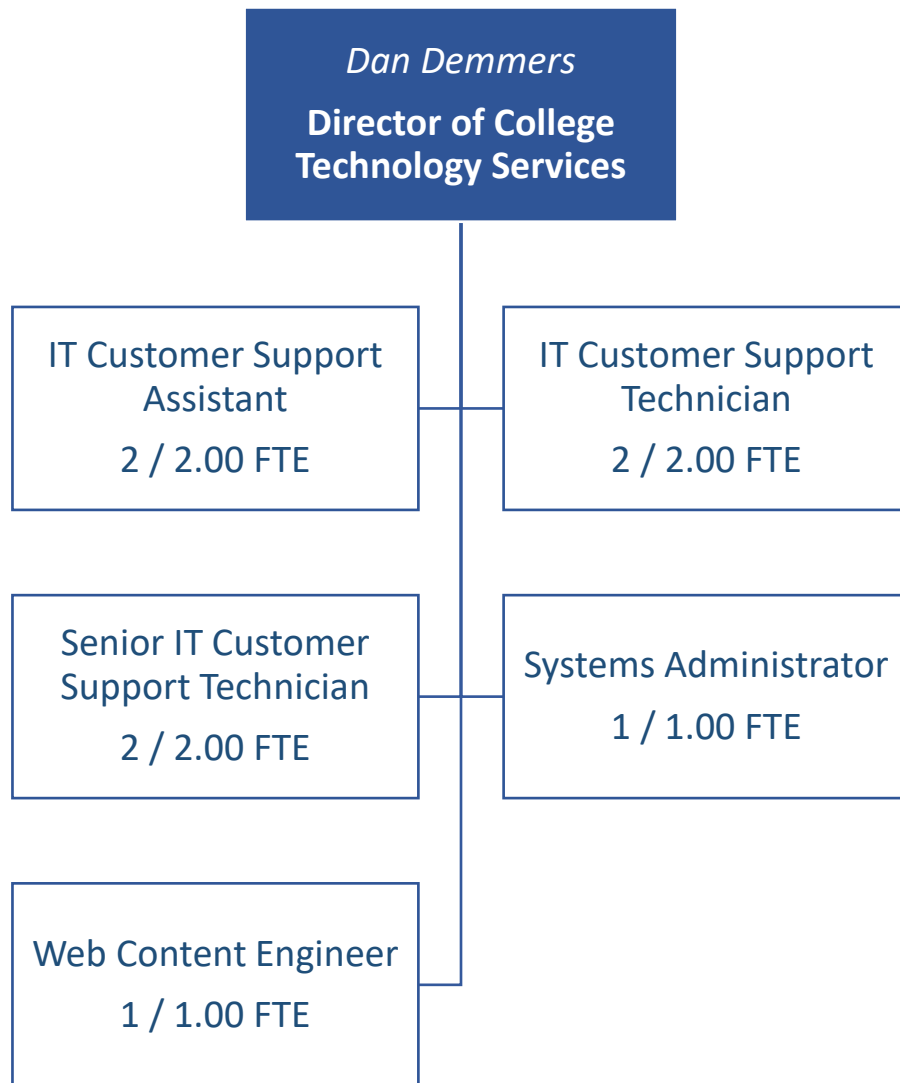 Dan Demmers
Director of College
Technology Services
IT Customer Support
Assistant
2 / 2.00 FTE
IT Customer Support
Technician
2 / 2.00 FTE
Senior IT Customer
Support Technician
2 / 2.00 FTE
Systems Administrator
1 / 1.00 FTE
Web Content Engineer
1 / 1.00 FTE